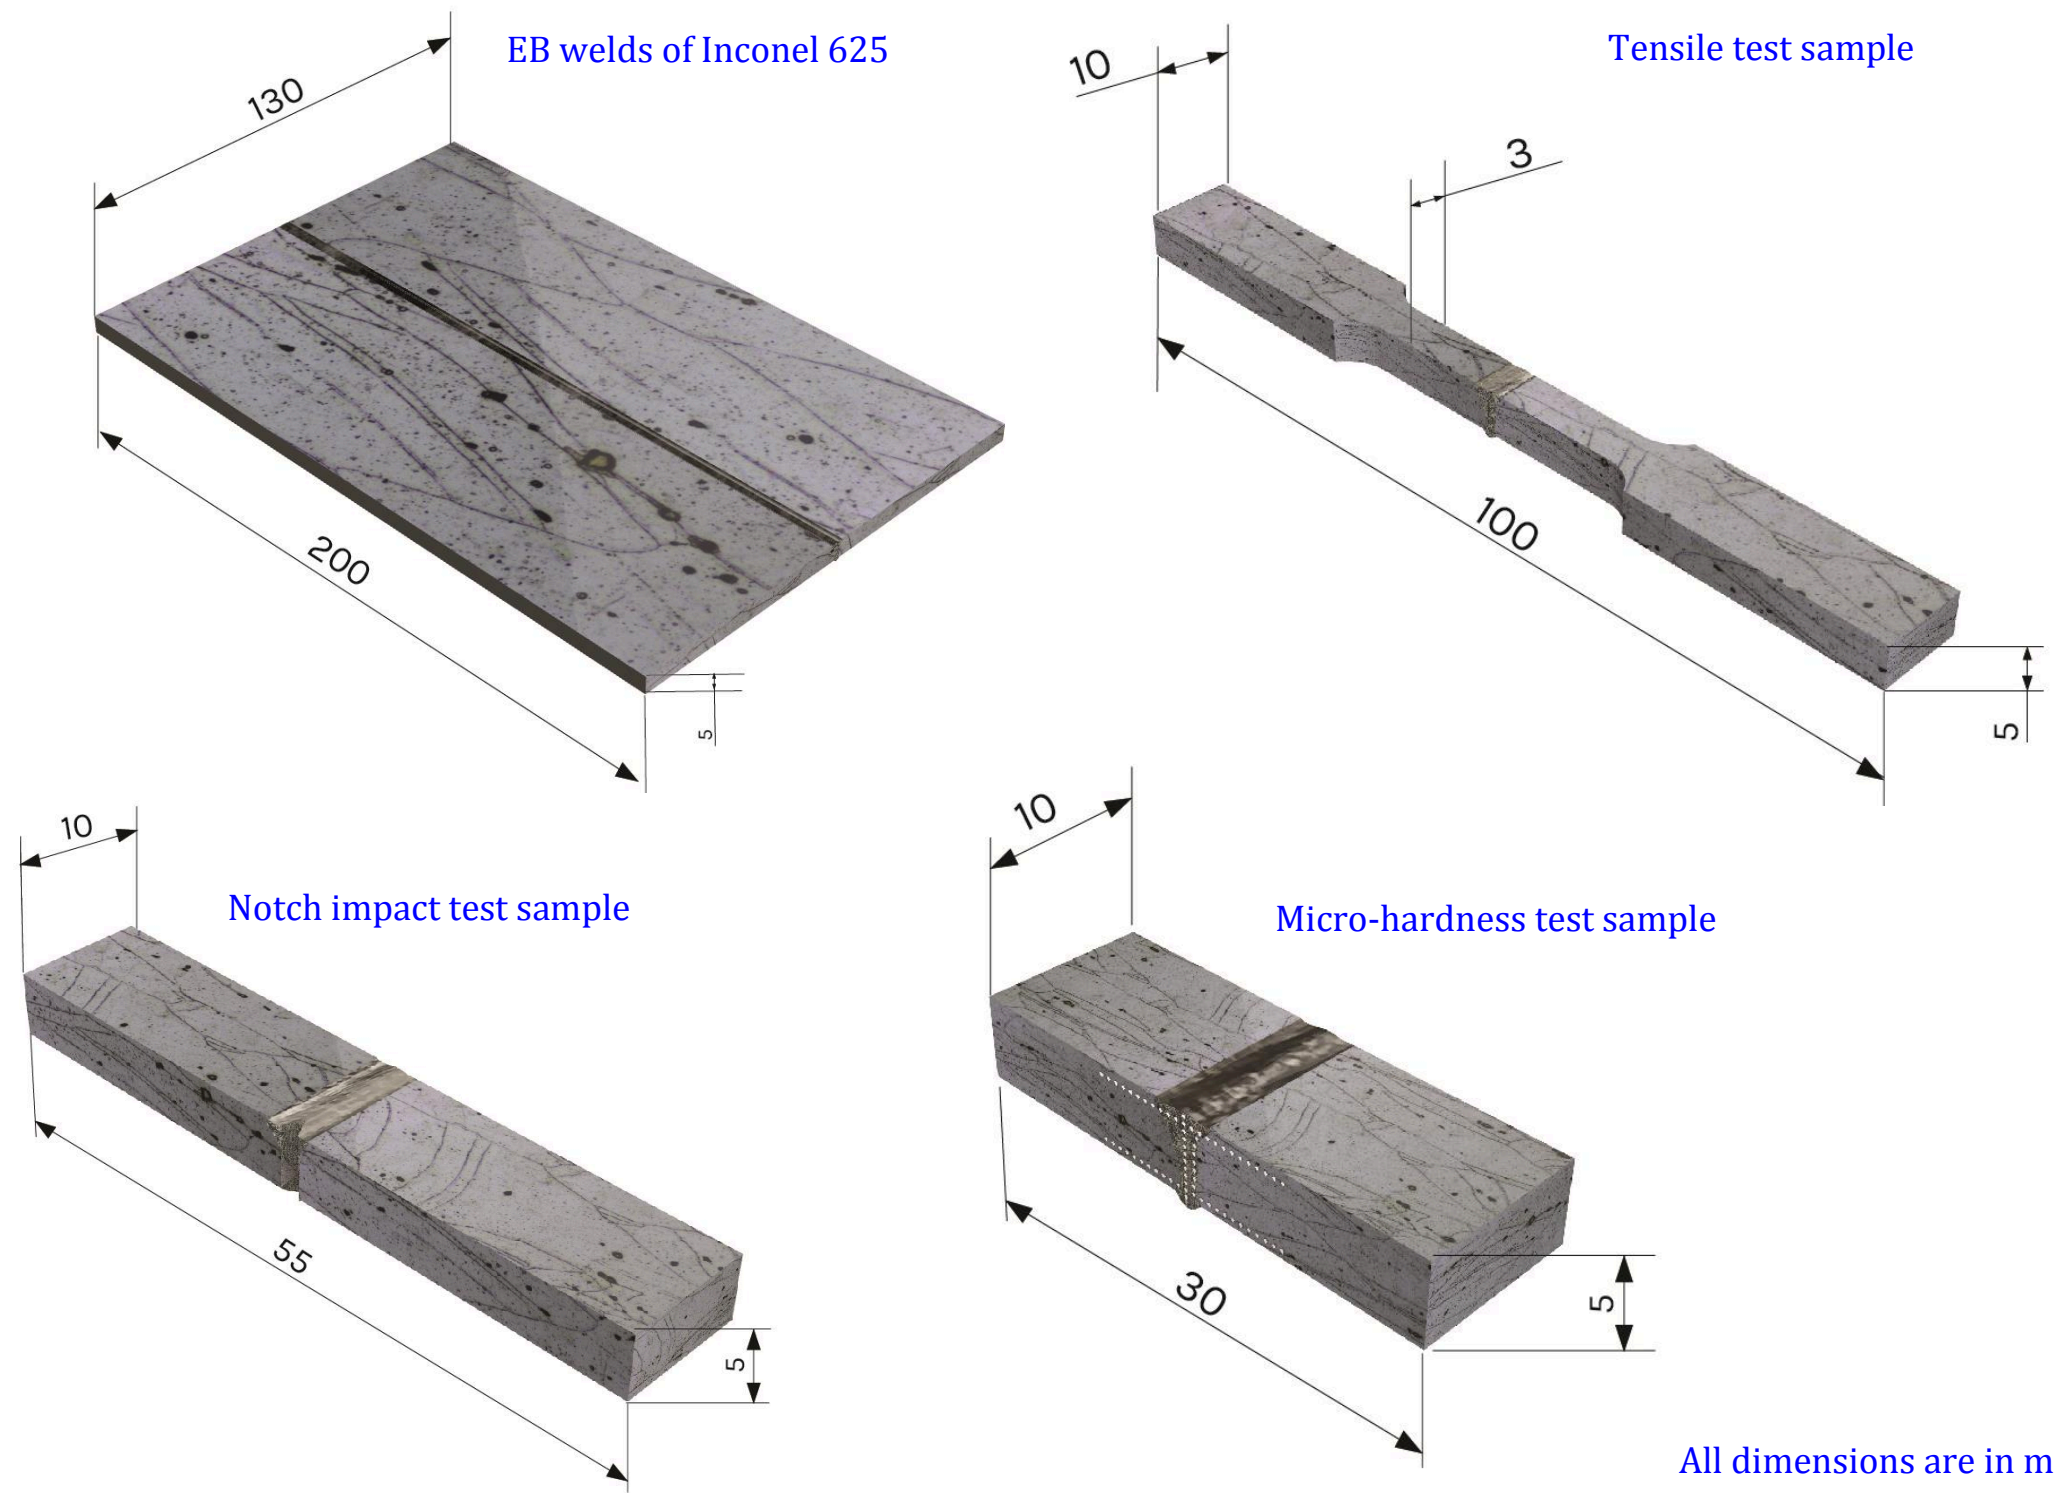 EB welds of Inconel 625
130
200
5
Tensile test sample
10
3
100
5
Notch impact test sample
10
55
5
Micro-hardness test sample
10
30
5
All dimensions are in m